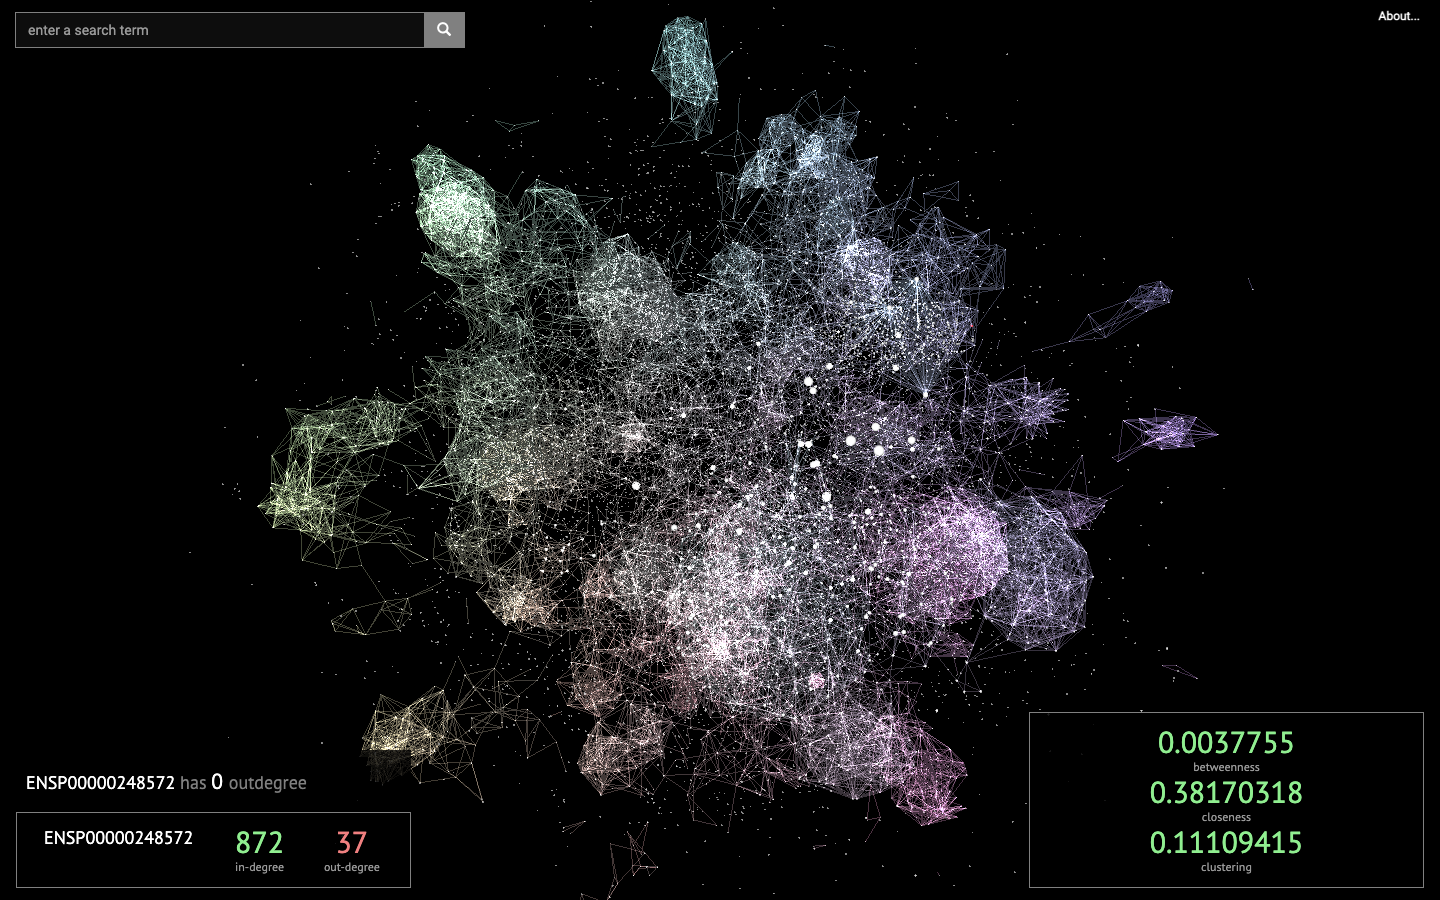 enter a search term
About...
ENSP00000248572 has 0 outdegree
ENSP00000248572
872
in-degree
37
out-degree
0.0037755
betweenness
0.38170318
closeness
0.11109415
clustering